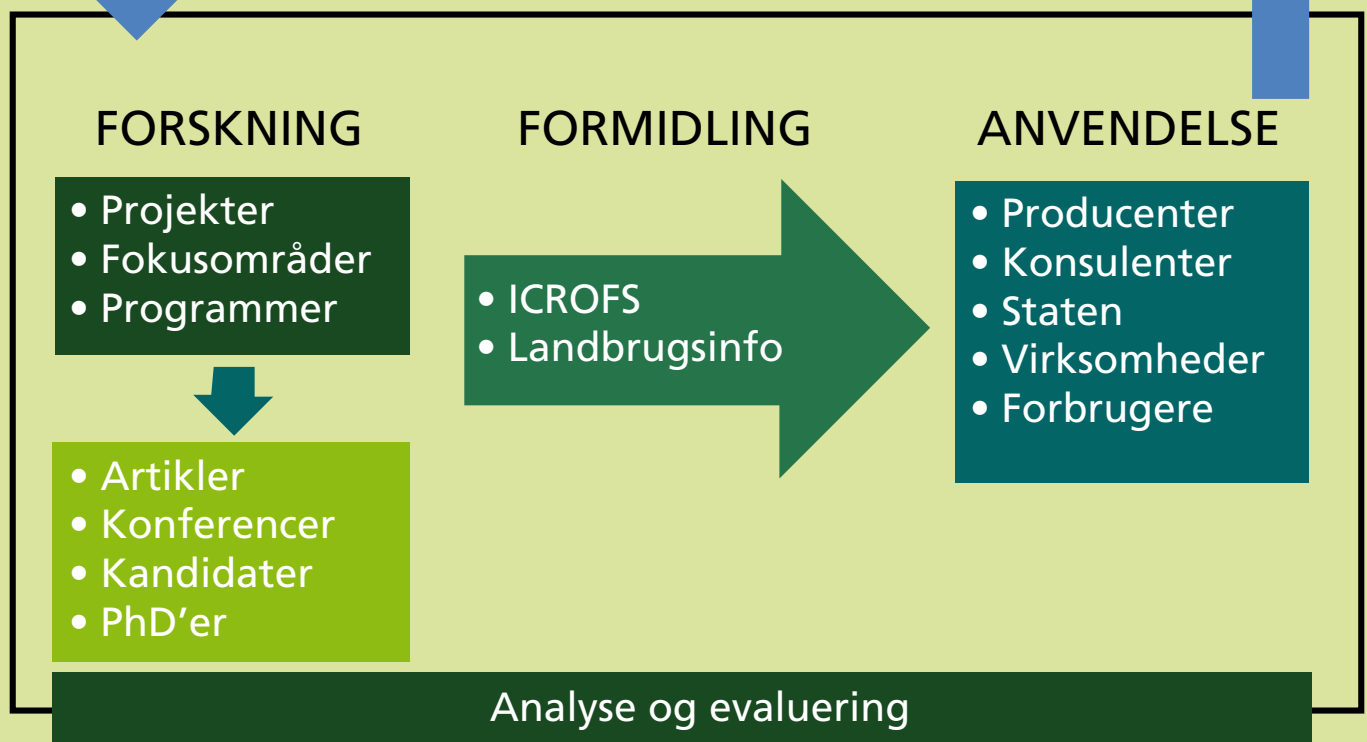 FORSKNING
• Projekter
• Fokusområder
• Programmer
• Artikler
• Konferencer
• Kandidater
• PhD’er
FORMIDLING
• ICROFS
• Landbrugsinfo
ANVENDELSE
• Producenter
• Konsulenter
• Staten
• Virksomheder
• Forbrugere
Analyse og evaluering